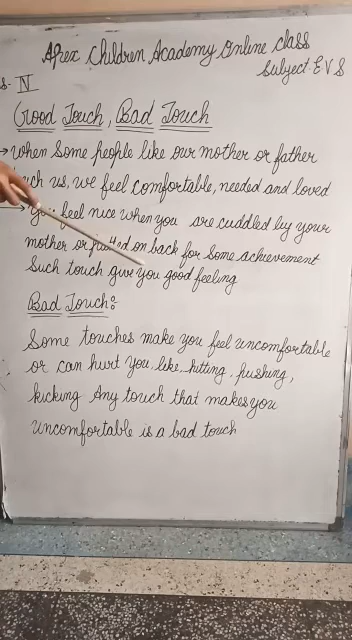 Apex Children Academy Online class
Subject-E V S
s- IV
Good Touch, Bad Touch
→ When Some people like our mother or father
ch us, we feel comfortable, needed and loved
→ You feel nice when you are cuddled by your
mother or patted on back for Some achievement
Such touch give you good feeling
Bad Touch:
Some touches make you feel uncomfortable
or can hurt you, like, hitting, pushing,
kicking Any touch that makes you
uncomfortable is a bad touch